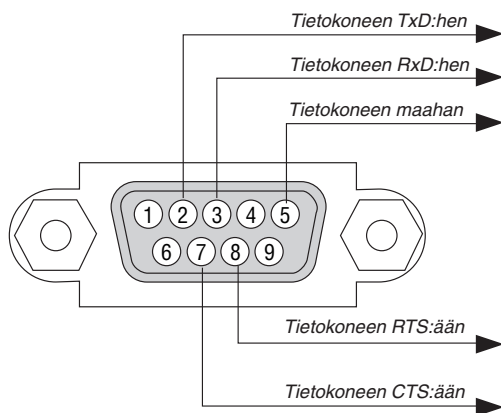 Tietokoneen TxD:hen
Tietokoneen RxD:hen
Tietokoneen maahan
1 2 3 4 5
6 7 8 9
Tietokoneen RTS:ään
Tietokoneen CTS:ään